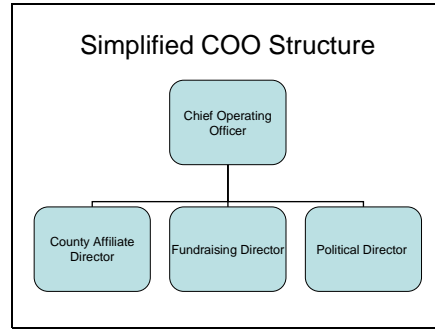 Simplified COO Structure
Chief Operating
Officer
County Affiliate
Director
Fundraising Director
Political Director